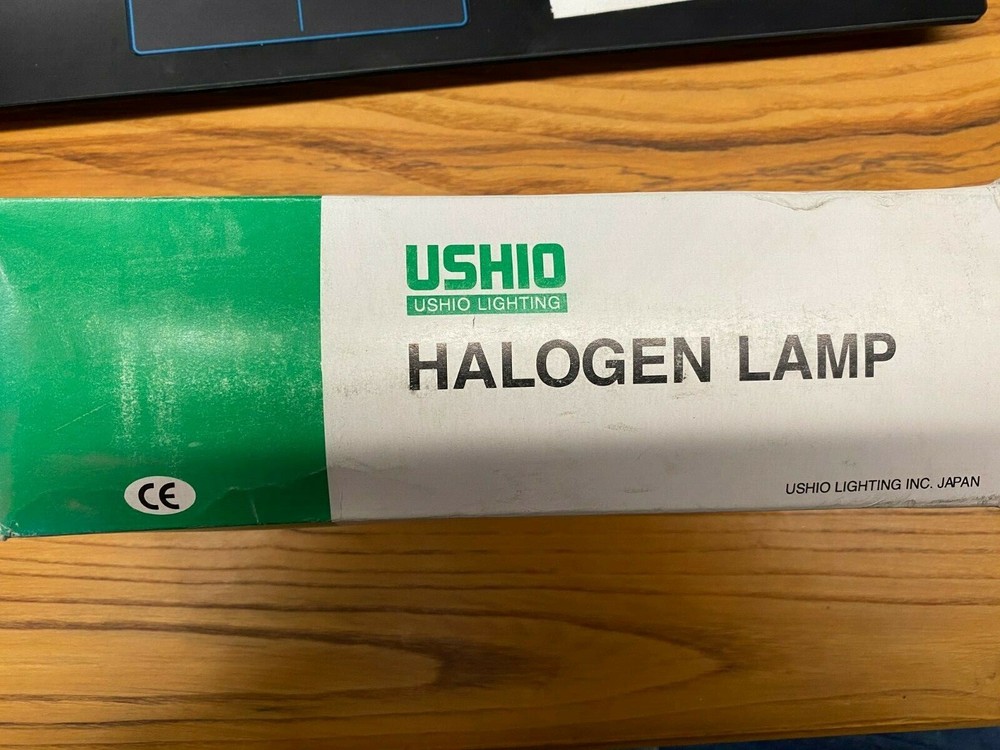 USHIO
USHIO LIGHTING
HALOGEN LAMP
CE
USHIO LIGHTING INC. JAPAN